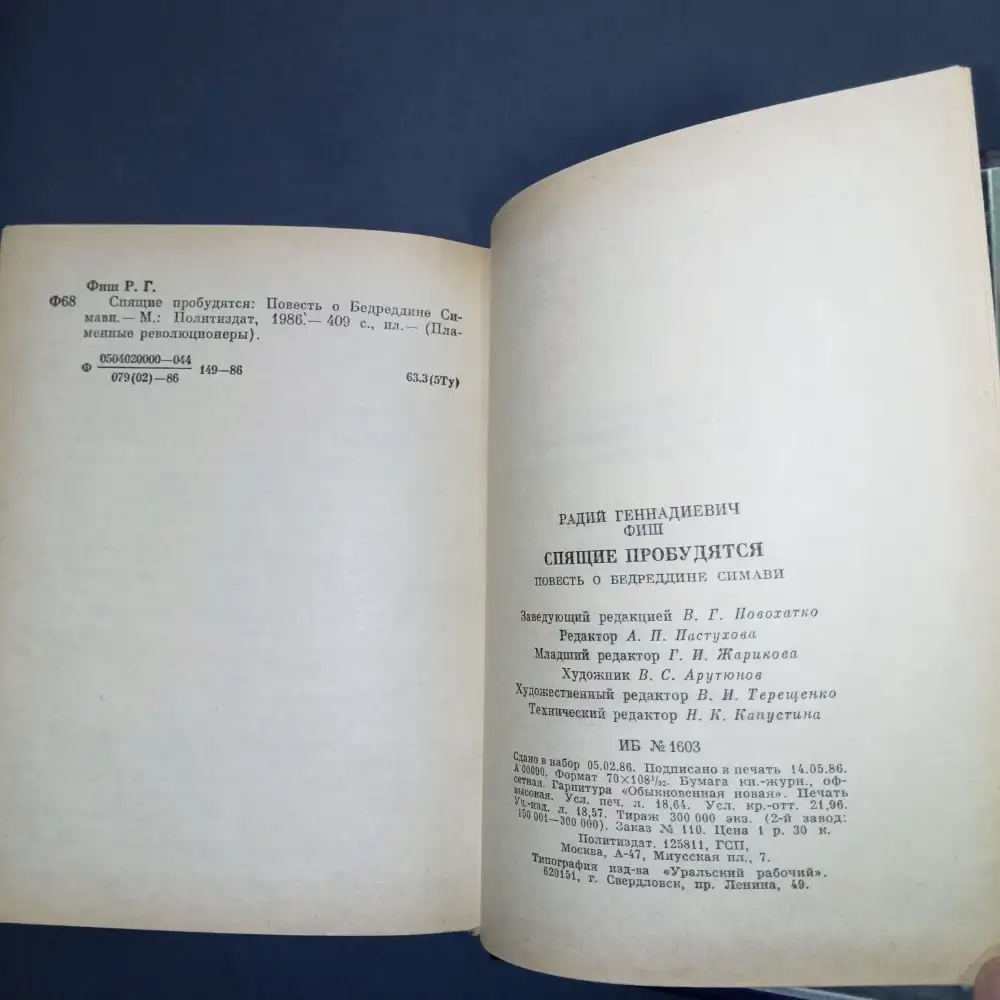 Фиш Р. Г.
Ф68 Спящие пробудятся: Повесть о Бедреддине Си-
мави.— М.: Политиздат, 1986.— 409 с., ил.— (Пла-
менные революционеры).
Ф 0504020000—044
079(02)—86
149—86
63.3(5Ту)
РАДИЙ ГЕННАДИЕВИЧ
ФИШ
СПЯЩИЕ ПРОБУДЯТСЯ
ПОВЕСТЬ О БЕДРЕДДИНЕ СИМАВИ
Заведующий редакцией В. Г. Новохатко
Редактор А. П. Пастухова
Младший редактор Г. И. Жарикова
Художник В. С. Арутюнов
Художественный редактор В. И. Терещенко
Технический редактор Н. К. Капустина
ИБ № 1603
Сдано в набор 05.02.86. Подписано в печать 14.05.86.
А 00090. Формат 70×108¹/₃₂. Бумага кн.-журн., оф-
сетная. Гарнитура «Обыкновенная новая». Печать
высокая. Усл. печ. л. 18,64. Усл. кр.-отт. 21,96.
Уч.-изд. л. 18,57. Тираж 300 000 экз. (2-й завод:
150 001—300 000). Заказ № 110. Цена 1 р. 30 к.
Политиздат. 125811, ГСП,
Москва, А-47, Миусская пл., 7.
Типография изд-ва «Уральский рабочий».
620151, г. Свердловск, пр. Ленина, 49.